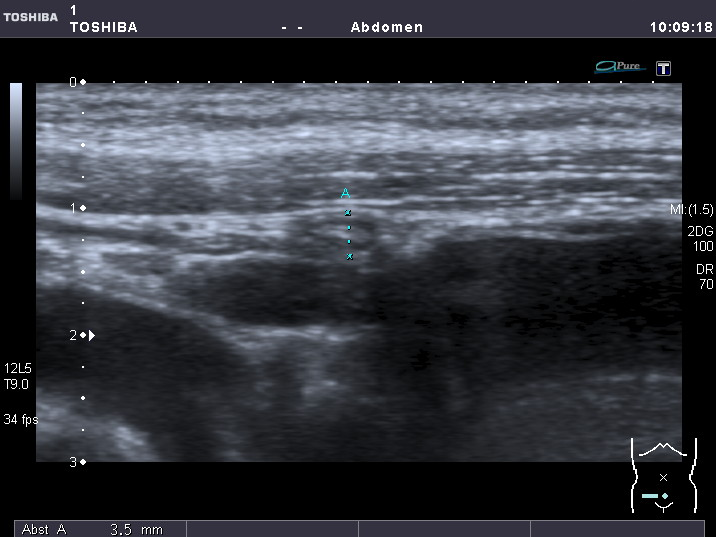 TOSHIBA
1
TOSHIBA - - Abdomen 10:09:18
aPure T
0
A
1
MI:(1.5)
2DG
100
DR
70
2
12L5
T9.0
34 fps
3
Abst A 3.5 mm